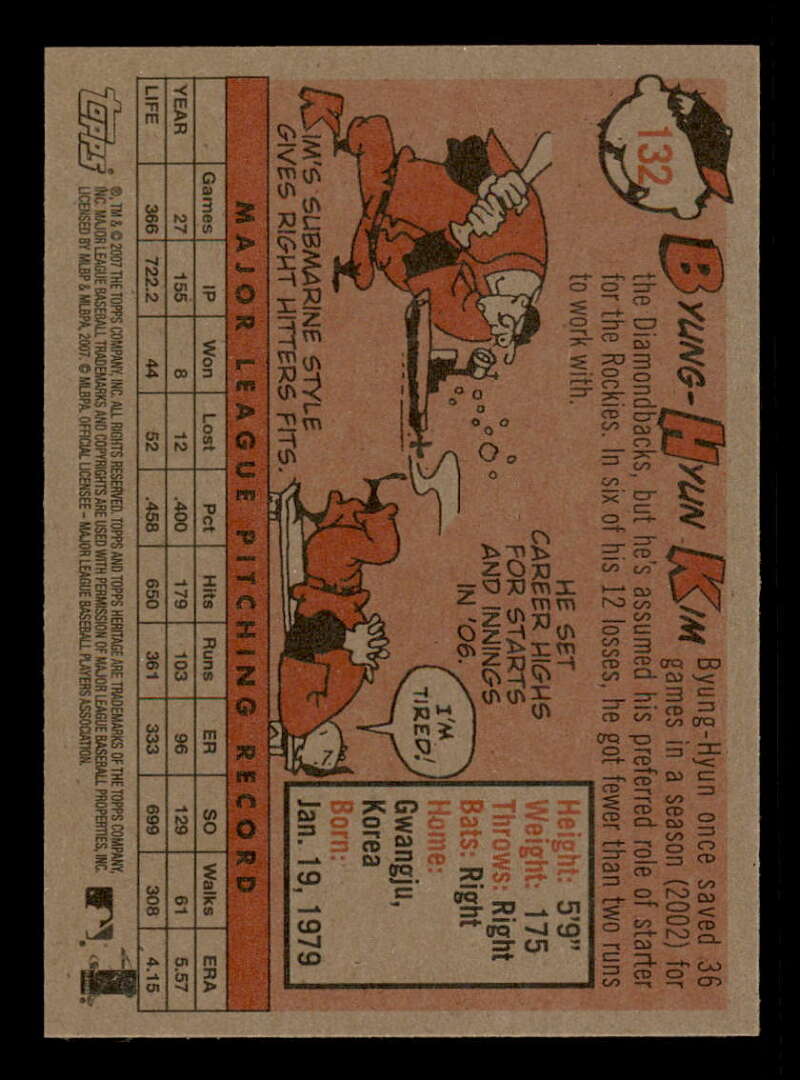 132
BYUNG-HYUN KIM
Byung-Hyun once saved 36
games in a season (2002) for
the Diamondbacks, but he's assumed his preferred role of starter
for the Rockies. In six of his 12 losses, he got fewer than two runs
to work with.
KIM'S SUBMARINE STYLE
GIVES RIGHT HITTERS FITS.
HE SET
CAREER HIGHS
FOR STARTS
AND INNINGS
IN '06.
I'M
TIRED!
Height: 5'9"
Weight: 175
Throws: Right
Bats: Right
Home:
Gwangju,
Korea
Born:
Jan. 19, 1979
MAJOR LEAGUE PITCHING RECORD
Games IP Won Lost Pct Hits Runs ER SO Walks ERA
YEAR 27 155 8 12 .400 179 103 96 129 61 5.57
LIFE 366 722.2 44 52 .458 650 361 333 699 308 4.15
TOPPS
®, TM & © 2007 THE TOPPS COMPANY, INC. ALL RIGHTS RESERVED. TOPPS AND TOPPS HERITAGE ARE TRADEMARKS OF THE TOPPS COMPANY,
INC. MAJOR LEAGUE BASEBALL TRADEMARKS AND COPYRIGHTS ARE USED WITH PERMISSION OF MAJOR LEAGUE BASEBALL PROPERTIES, INC.
LICENSED BY MLBP & MLBPA, 2007. © MLBPA. OFFICIAL LICENSEE – MAJOR LEAGUE BASEBALL PLAYERS ASSOCIATION.